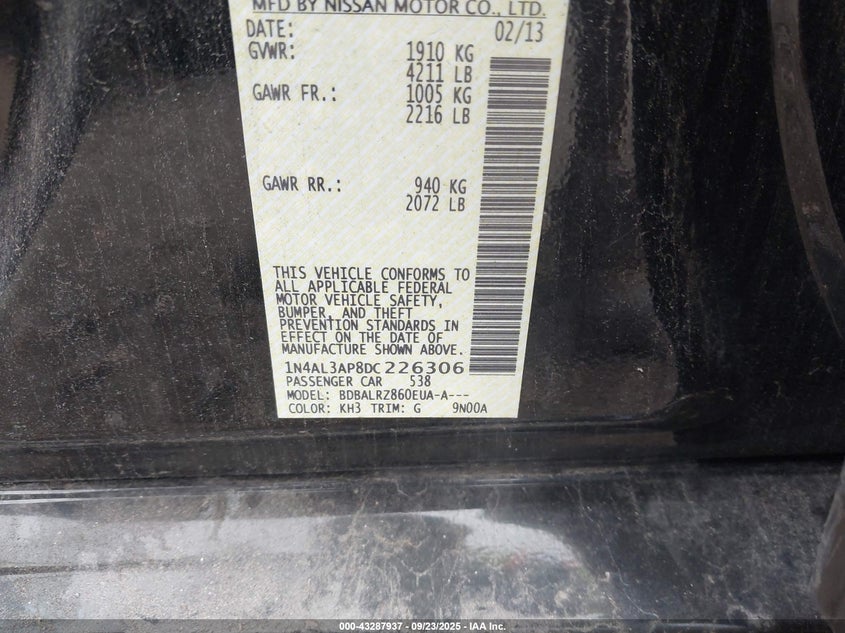 MFD BY NISSAN MOTOR CO., LTD.
DATE: 02/13
GVWR: 1910 KG
4211 LB
GAWR FR.: 1005 KG
2216 LB
GAWR RR.: 940 KG
2072 LB
THIS VEHICLE CONFORMS TO
ALL APPLICABLE FEDERAL
MOTOR VEHICLE SAFETY,
BUMPER, AND THEFT
PREVENTION STANDARDS IN
EFFECT ON THE DATE OF
MANUFACTURE SHOWN ABOVE.
1N4AL3AP8DC226306
PASSENGER CAR 538
MODEL: BDBALRZ860EUA-A---
COLOR: KH3 TRIM: G 9N00A
000-43287937 - 09/23/2025 - IAA Inc.